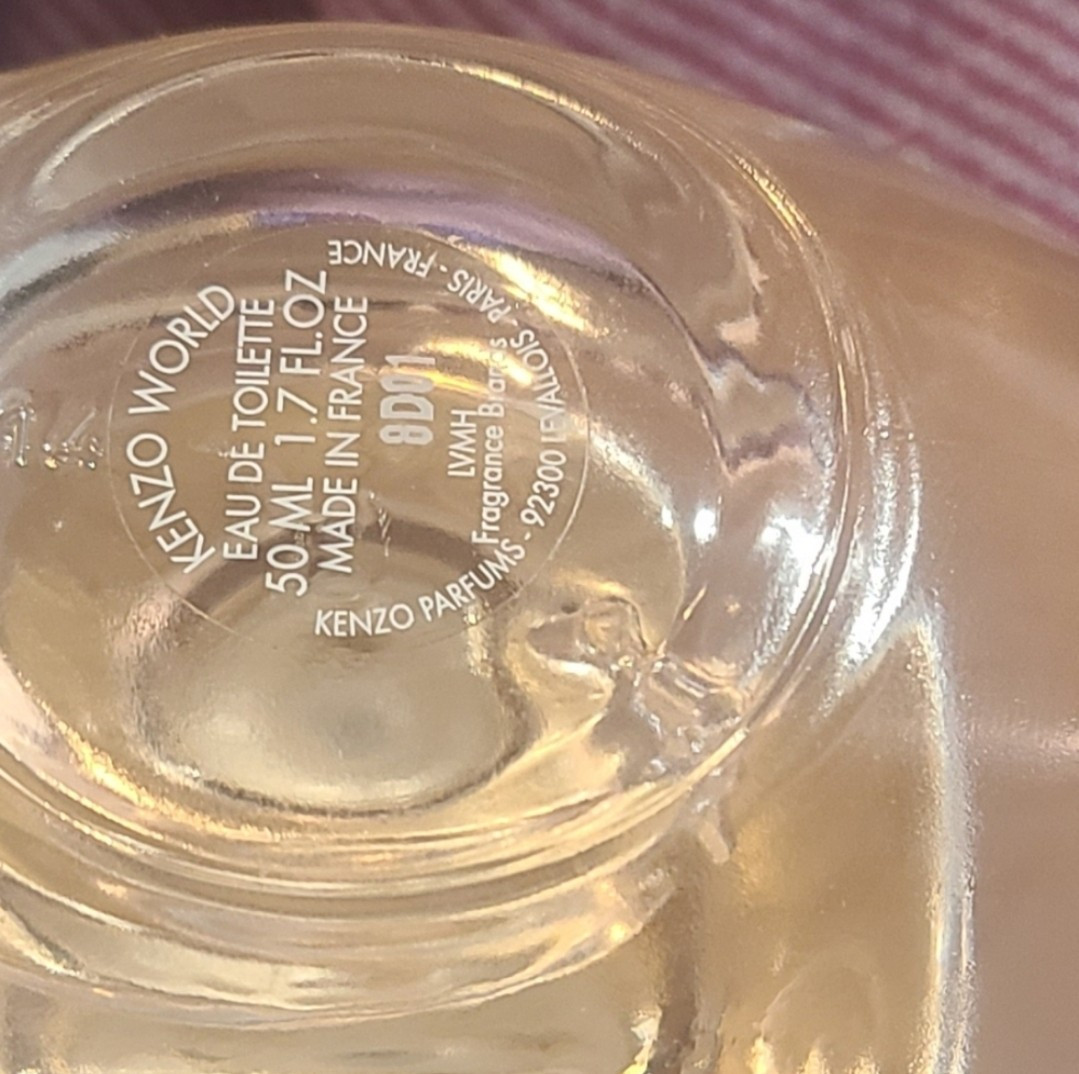 KENZO WORLD
EAU DE TOILETTE
50 ML 1.7 FL.OZ
MADE IN FRANCE
8D01
LVMH
Fragrance Brands
KENZO PARFUMS - 92300 LEVALLOIS - PARIS - FRANCE